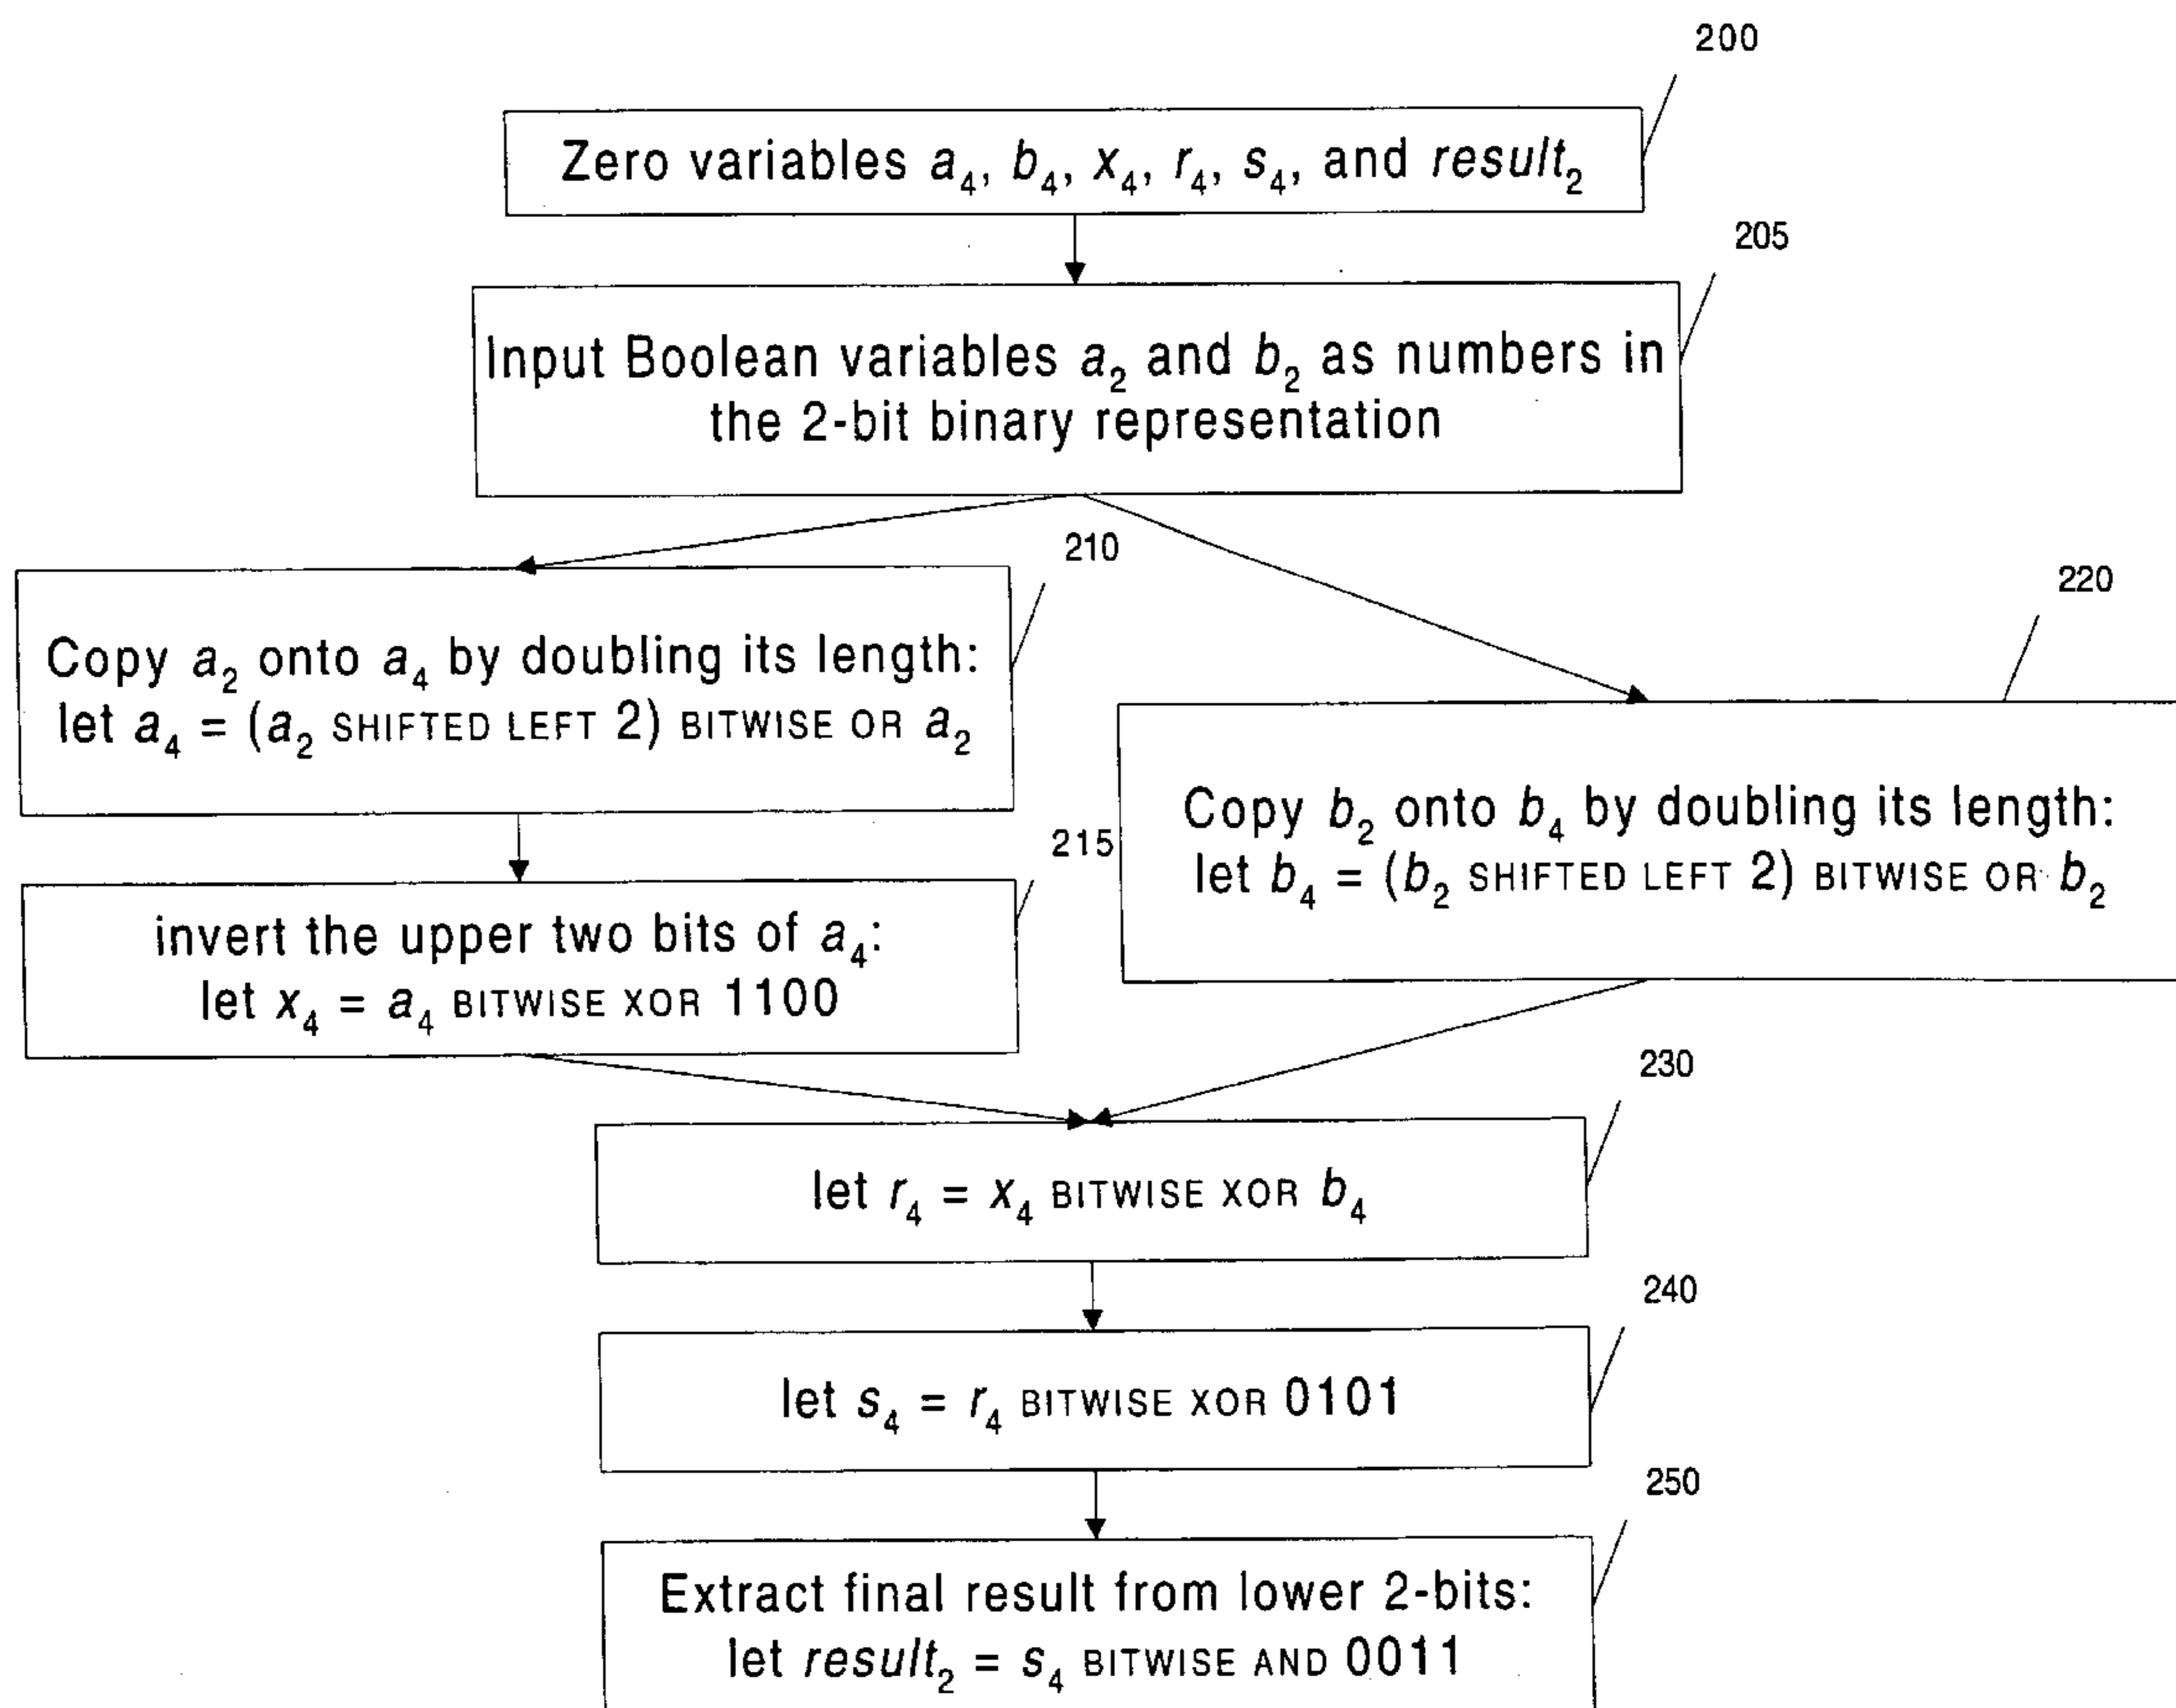 200
Zero variables a₄, b₄, x₄, r₄, s₄, and result₂
205
Input Boolean variables a₂ and b₂ as numbers in
the 2-bit binary representation
210
Copy a₂ onto a₄ by doubling its length:
let a₄ = (a₂ SHIFTED LEFT 2) BITWISE OR a₂
220
Copy b₂ onto b₄ by doubling its length:
let b₄ = (b₂ SHIFTED LEFT 2) BITWISE OR b₂
215
invert the upper two bits of a₄:
let x₄ = a₄ BITWISE XOR 1100
230
let r₄ = x₄ BITWISE XOR b₄
240
let s₄ = r₄ BITWISE XOR 0101
250
Extract final result from lower 2-bits:
let result₂ = s₄ BITWISE AND 0011